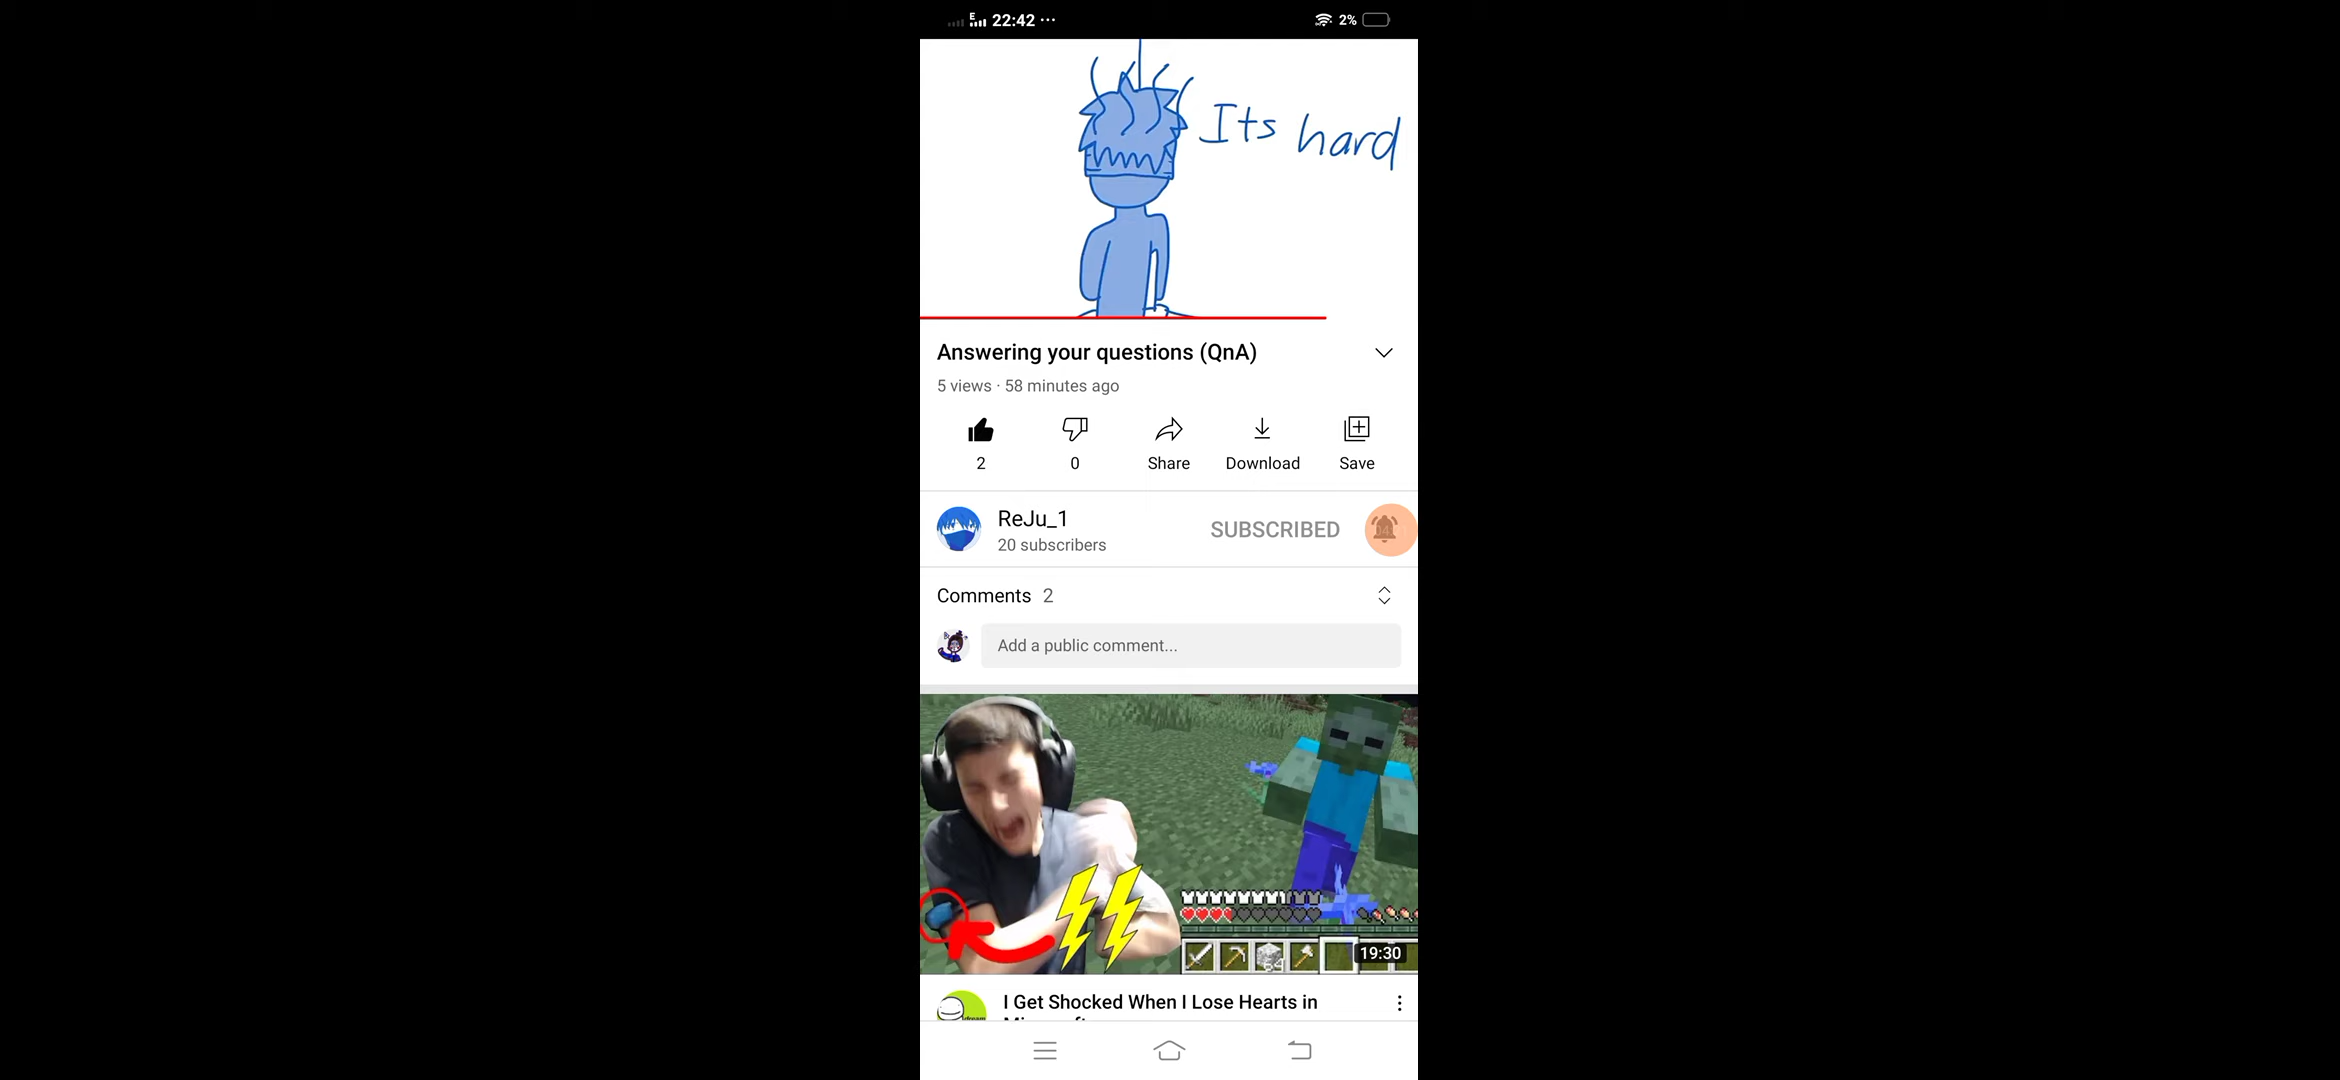 22:42 ... 2%
Its hard
Answering your questions (QnA)
5 views · 58 minutes ago
2 0 Share Download Save
ReJu_1
SUBSCRIBED
20 subscribers
Comments 2
Add a public comment...
64
19:30
I Get Shocked When I Lose Hearts in